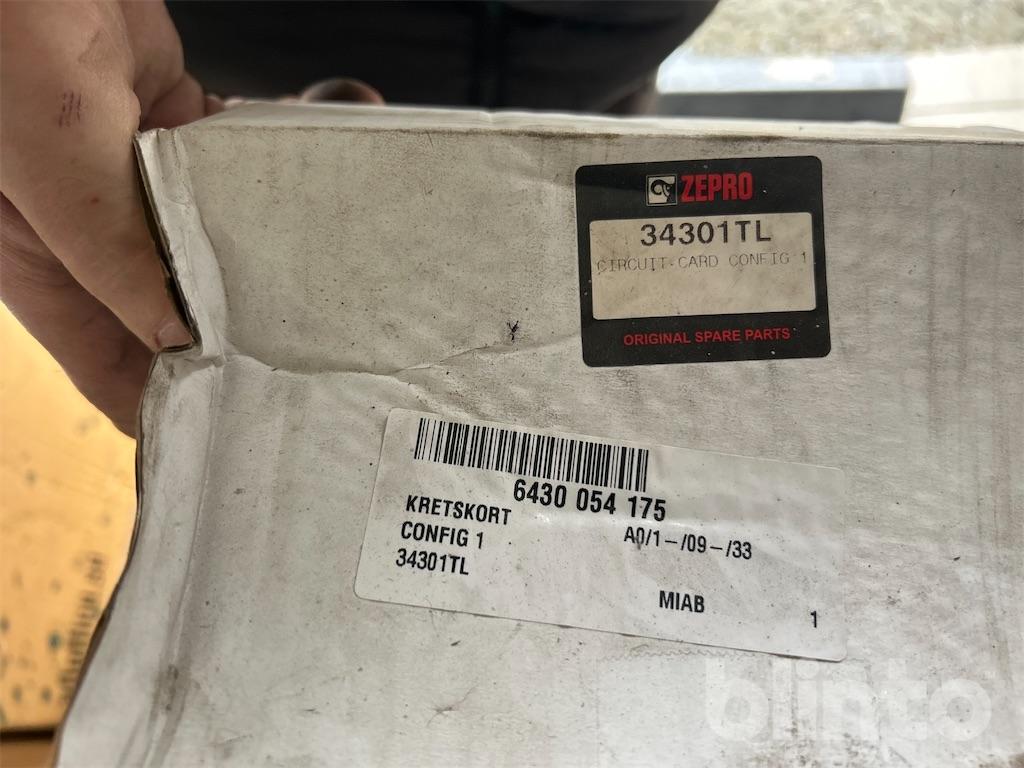 ZEPRO
34301TL
CIRCUIT-CARD CONFIG 1
ORIGINAL SPARE PARTS
6430 054 175
KRETSKORT
A0/1-/09-/33
CONFIG 1
34301TL
MIAB
1
blinto